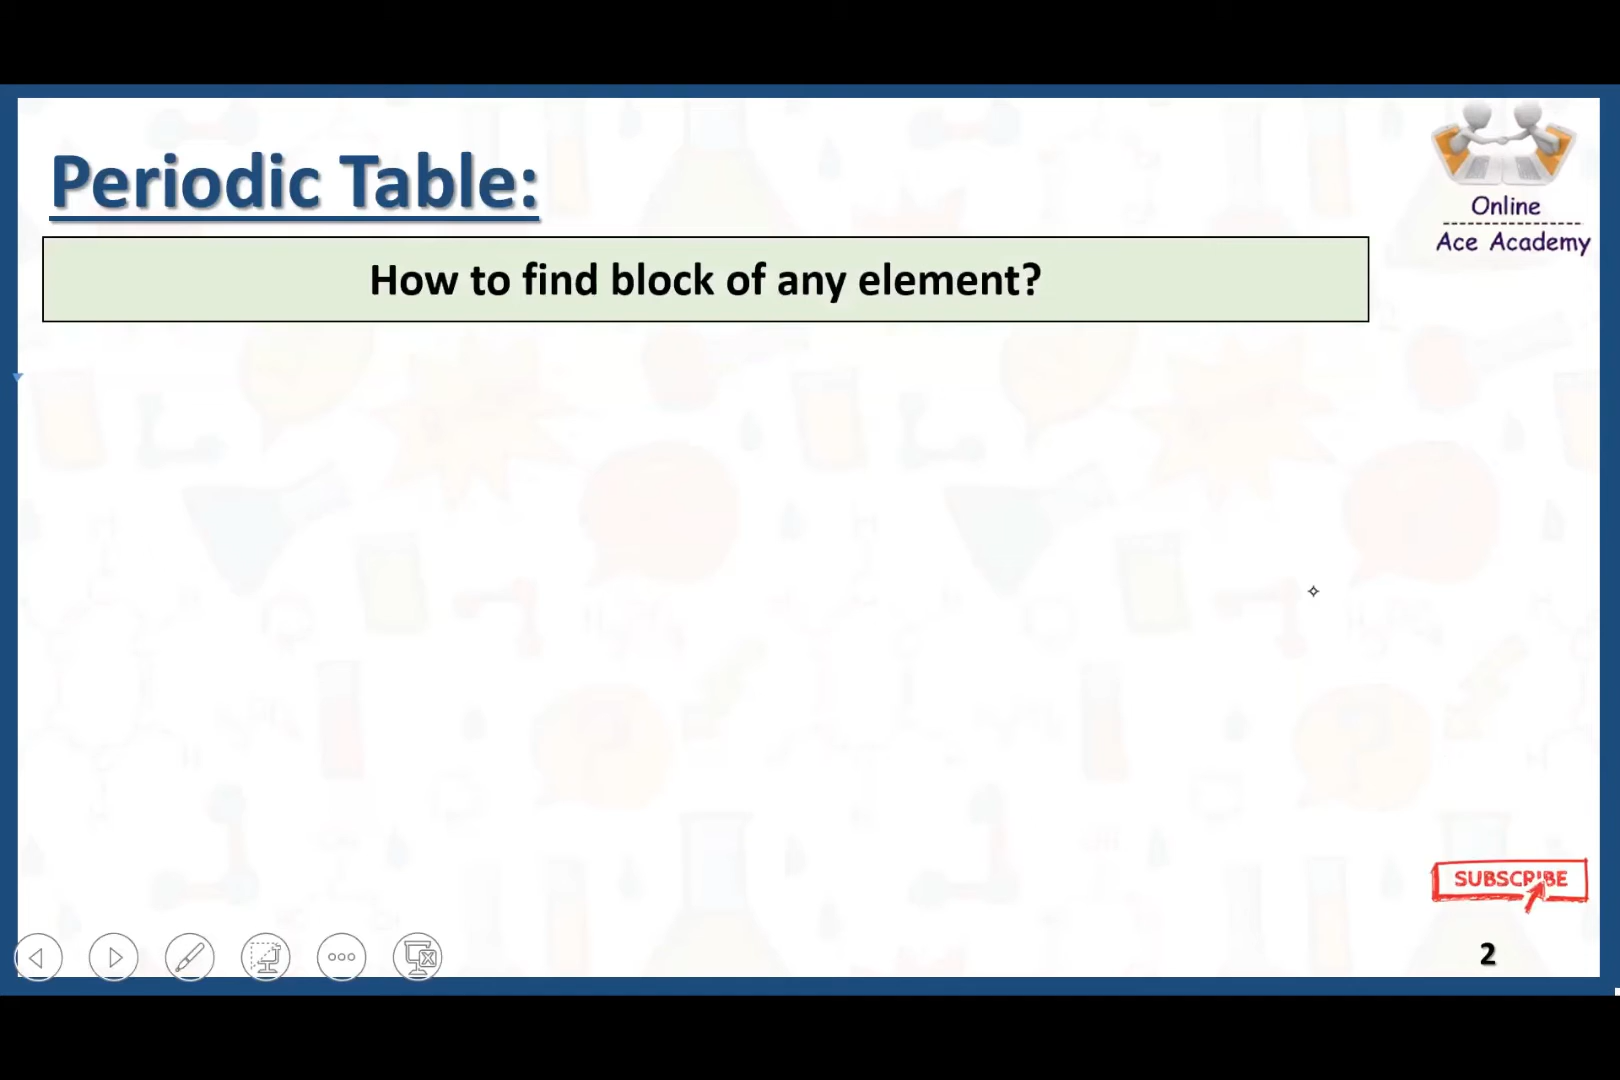 Periodic Table:
How to find block of any element?
Online
Ace Academy
SUBSCRIBE
2